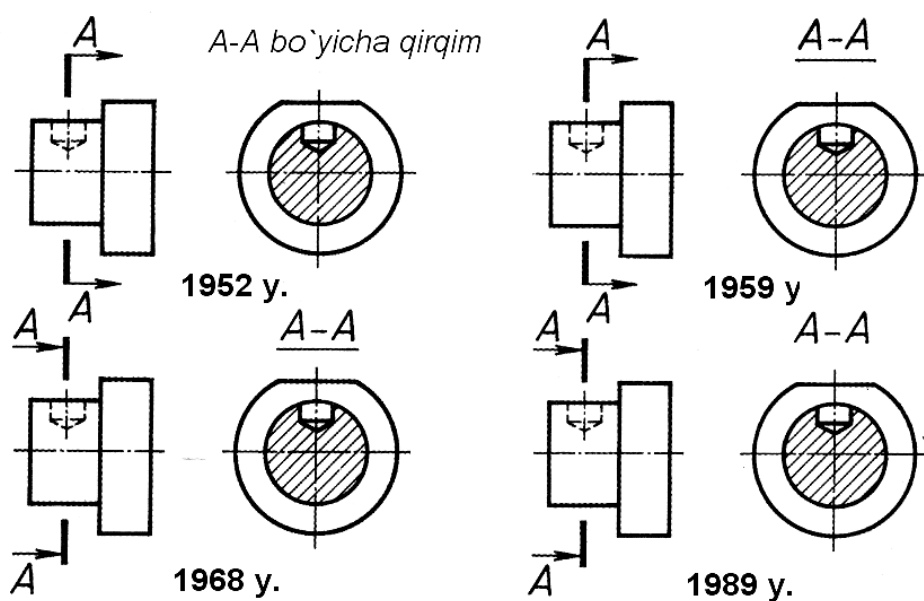 A
A-A bo`yicha qirqim
A
1952 y.
A
A-A
A
1959 y
A
A-A
A
1968 y.
A
A-A
A
1989 y.